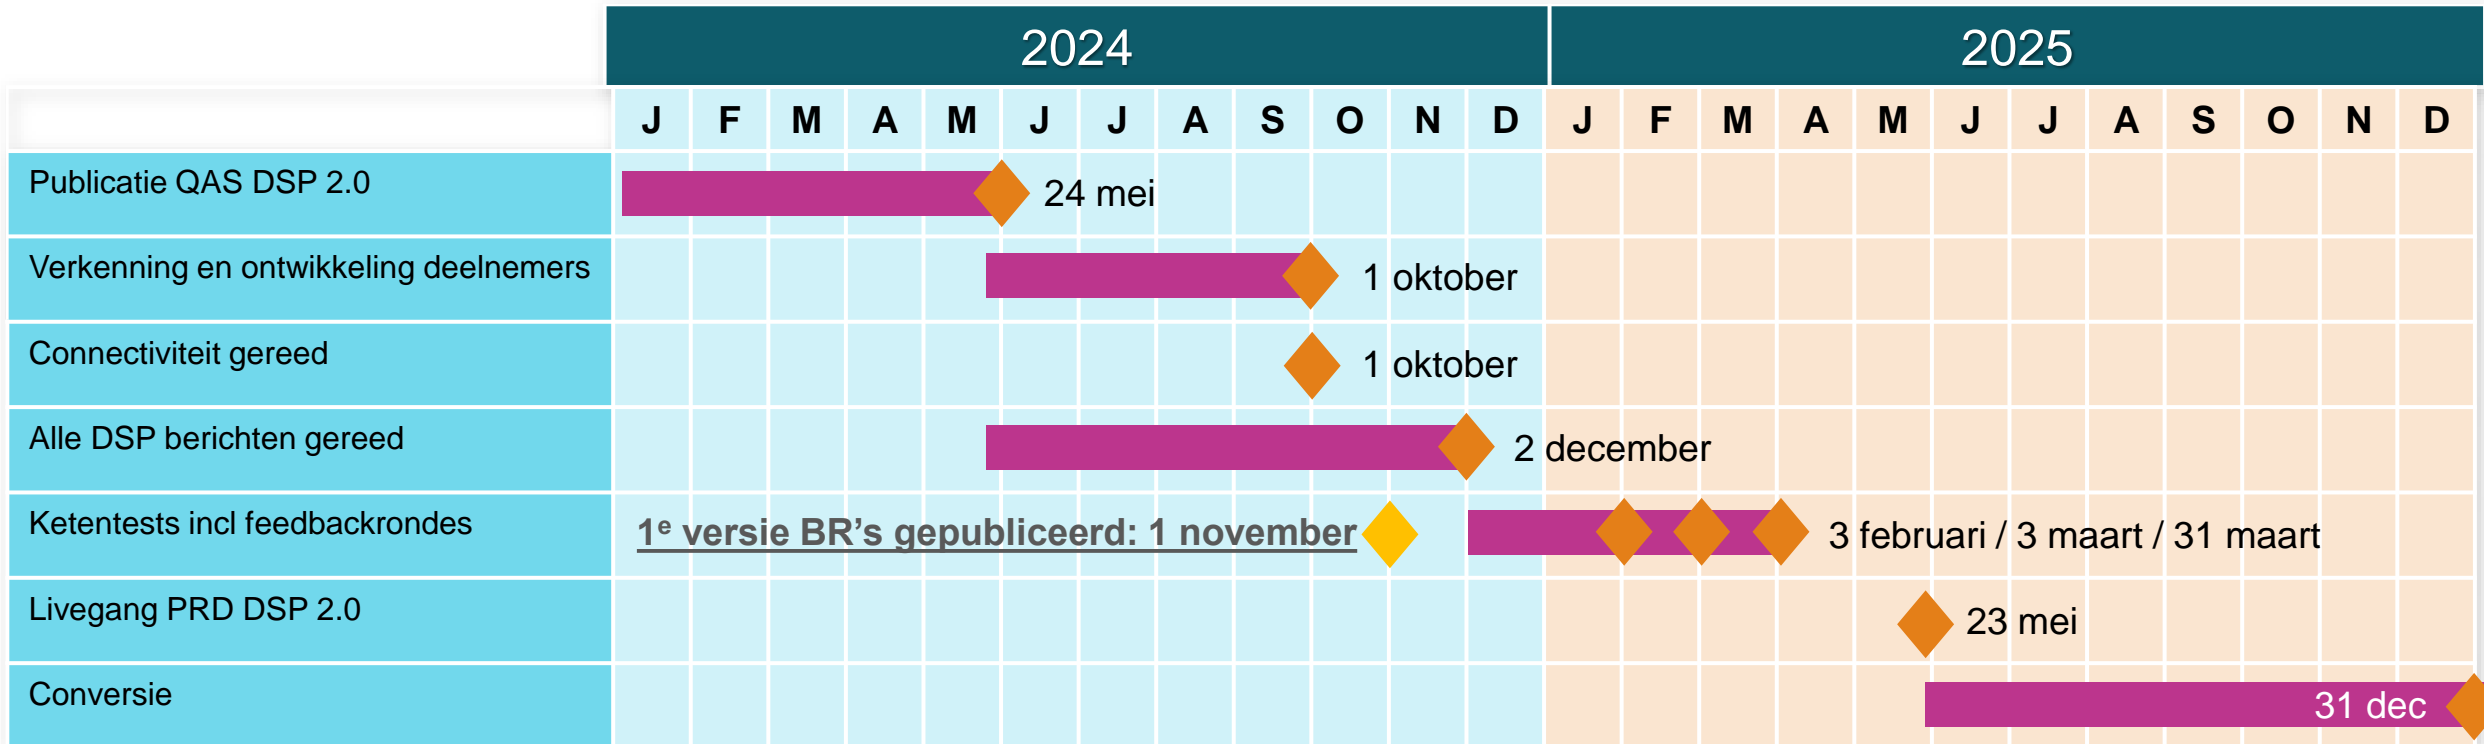 2024 2025
J F M A M J J A S O N D J F M A M J J A S O N D
Publicatie QAS DSP 2.0 24 mei
Verkenning en ontwikkeling deelnemers 1 oktober
Connectiviteit gereed 1 oktober
Alle DSP berichten gereed 2 december
Ketentests incl feedbackrondes 1e versie BR’s gepubliceerd: 1 november 3 februari / 3 maart / 31 maart
Livegang PRD DSP 2.0 23 mei
Conversie 31 dec